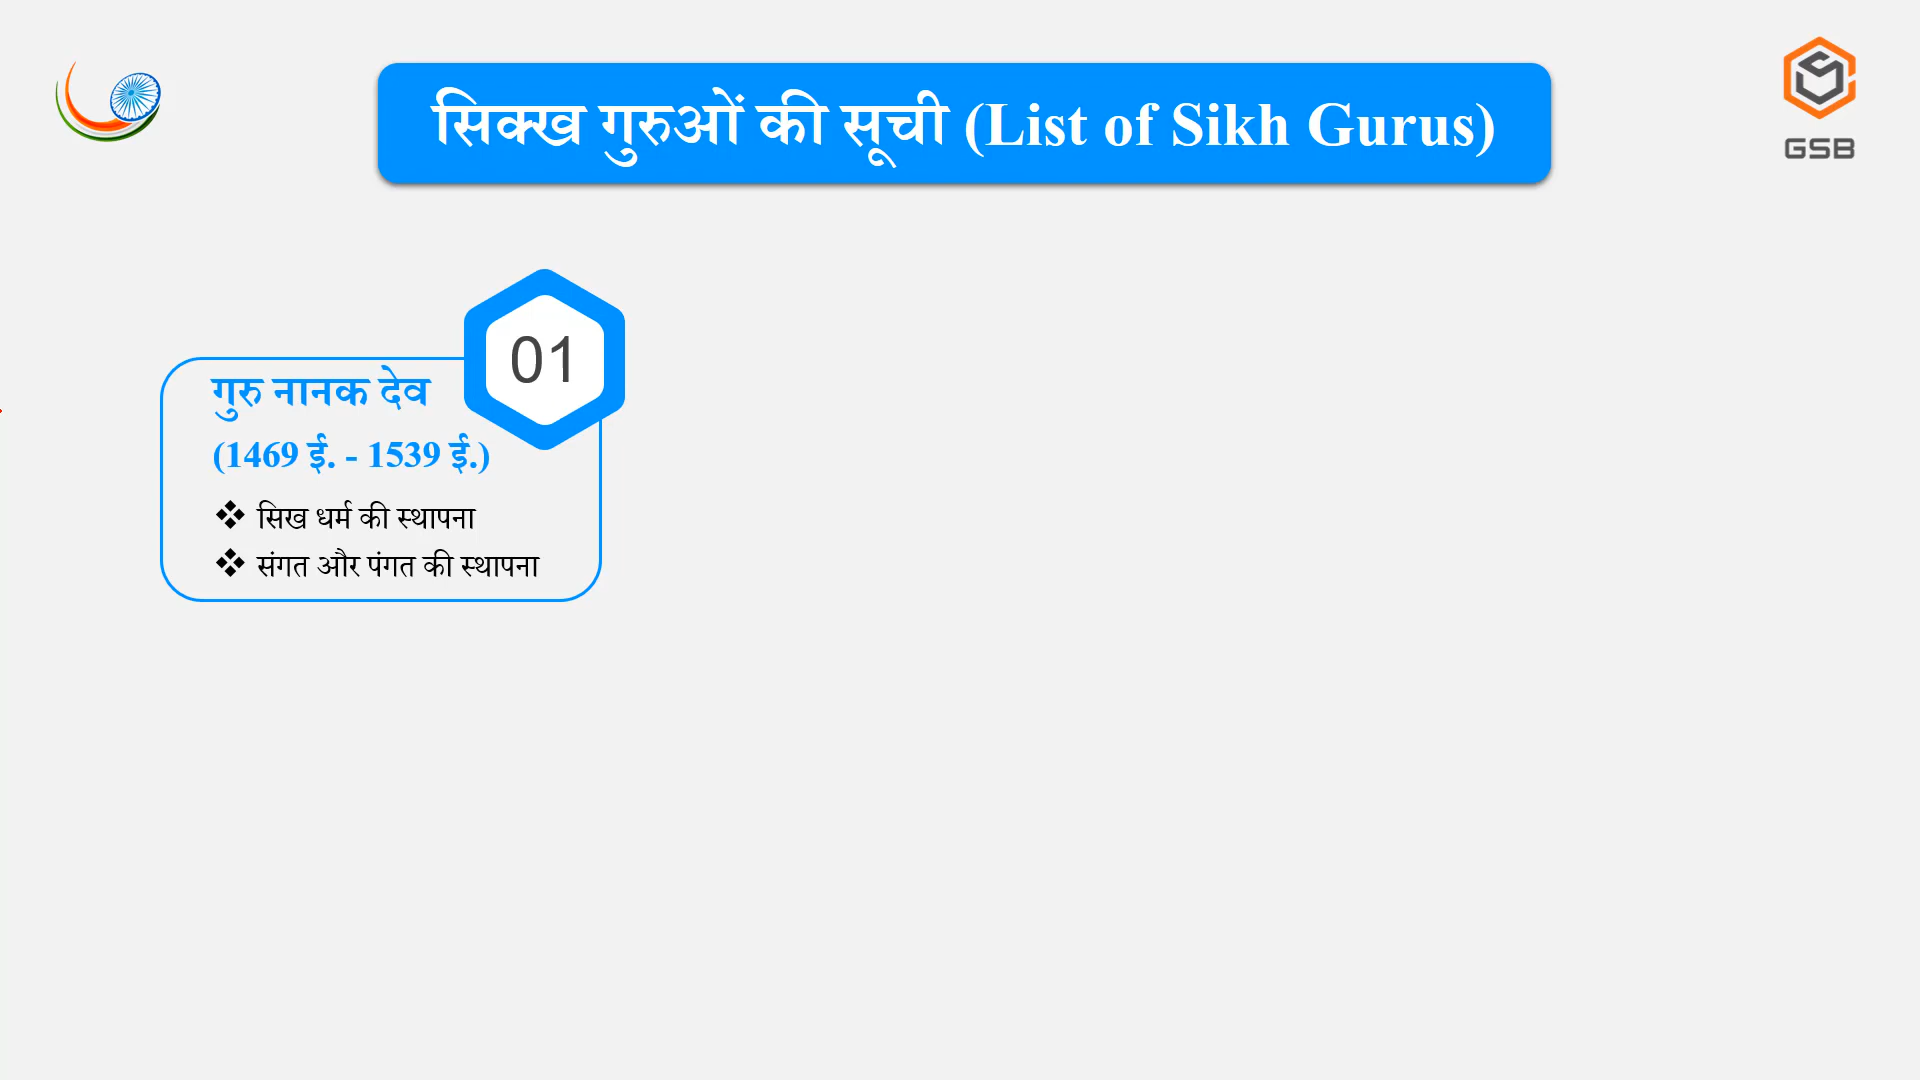 सिक्ख गुरुओं की सूची (List of Sikh Gurus)
GSB
01
गुरु नानक देव
(1469 ई. - 1539 ई.)
❖ सिख धर्म की स्थापना
❖ संगत और पंगत की स्थापना